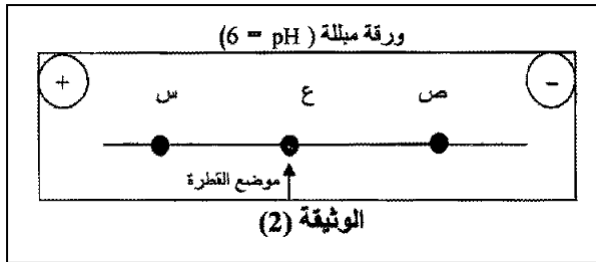 ورقة مبللة ( pH = 6)
+ س ع ص −
موضع القطرة
الوثيقة (2)